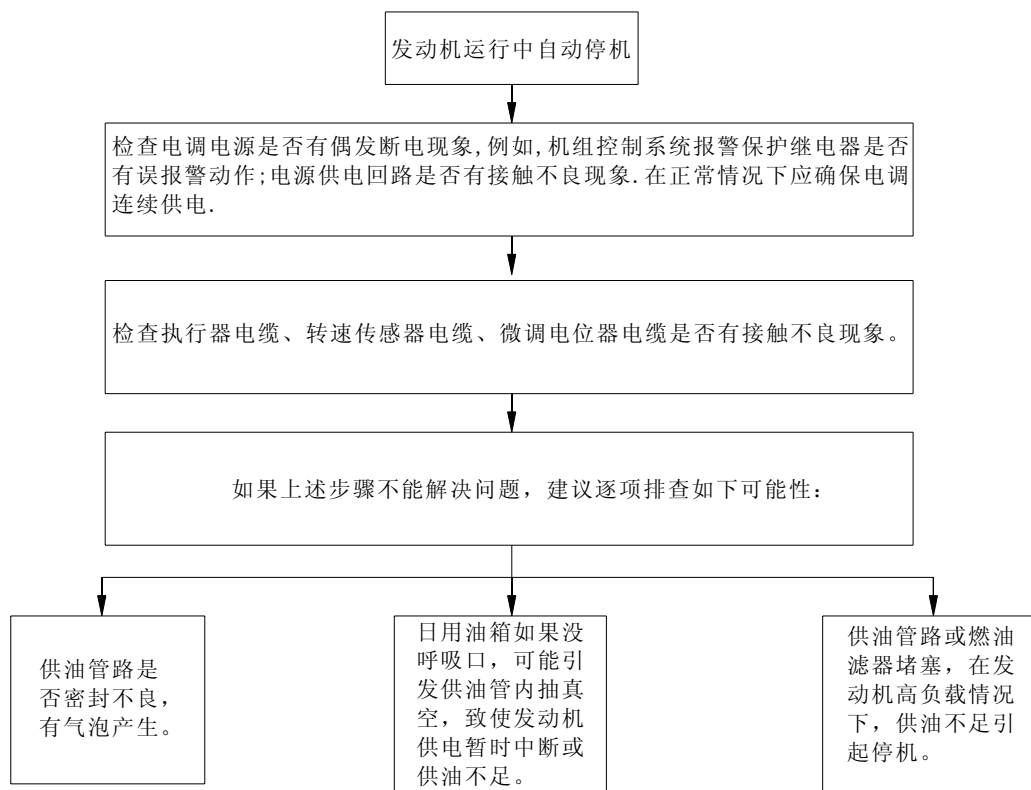 发动机运行中自动停机
检查电调电源是否有偶发断电现象,例如,机组控制系统报警保护继电器是否
有误报警动作;电源供电回路是否有接触不良现象.在正常情况下应确保电调
连续供电.
检查执行器电缆、转速传感器电缆、微调电位器电缆是否有接触不良现象。
如果上述步骤不能解决问题，建议逐项排查如下可能性：
供油管路是
否密封不良，
有气泡产生。
日用油箱如果没
呼吸口，可能引
发供油管内抽真
空，致使发动机
供电暂时中断或
供油不足。
供油管路或燃油
滤器堵塞，在发
动机高负载情况
下，供油不足引
起停机。